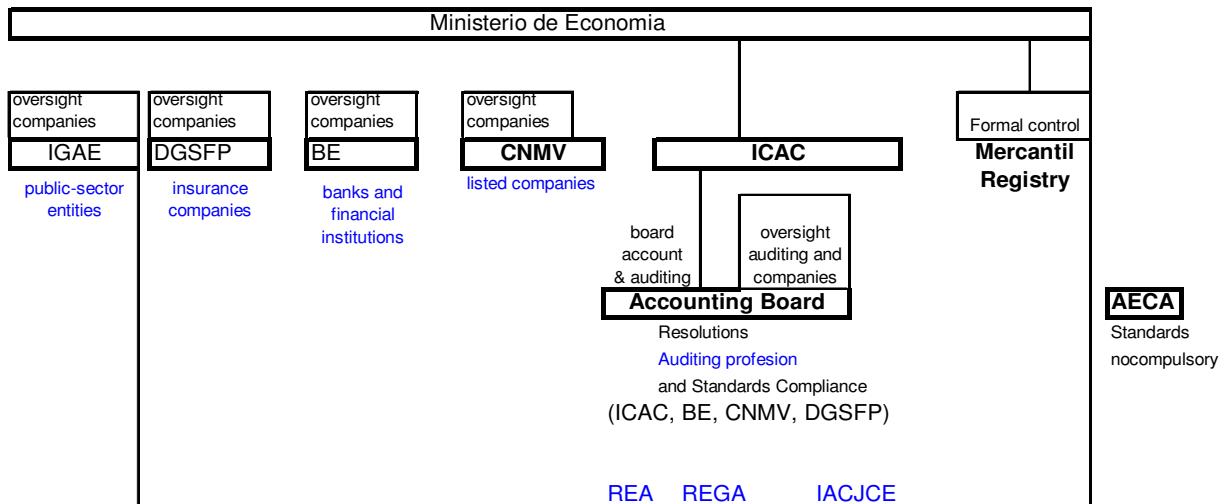 Ministerio de Economia
oversight companies
oversight companies
oversight companies
oversight companies
Formal control
IGAE
DGSFP
BE
CNMV
ICAC
Mercantil
Registry
public-sector
entities
insurance
companies
banks and
financial
institutions
listed companies
board
account
& auditing
oversight
auditing and
companies
Accounting Board
AECA
Resolutions
Auditing profesion
and Standards Compliance
(ICAC, BE, CNMV, DGSFP)
Standards
nocompulsory
REA REGA IACJCE